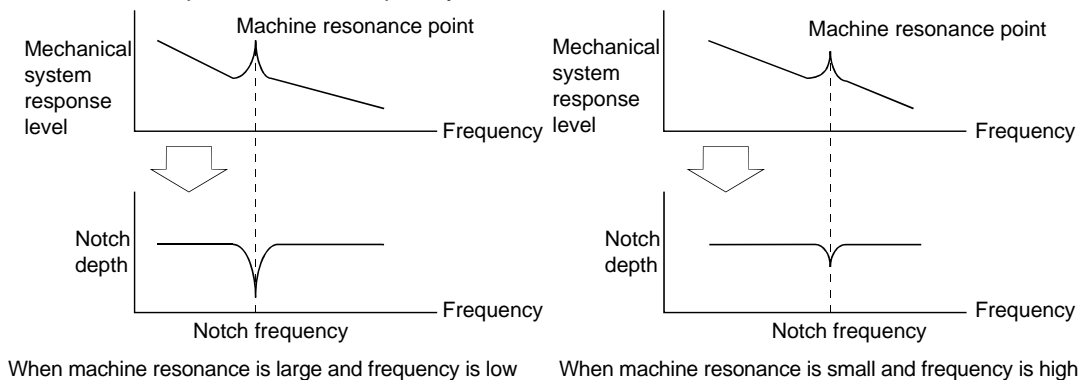 Machine resonance point
Mechanical
system
response
level
Frequency
Notch
depth
Frequency
Notch frequency
When machine resonance is large and frequency is low
Machine resonance point
Mechanical
system
response
level
Frequency
Notch
depth
Frequency
Notch frequency
When machine resonance is small and frequency is high